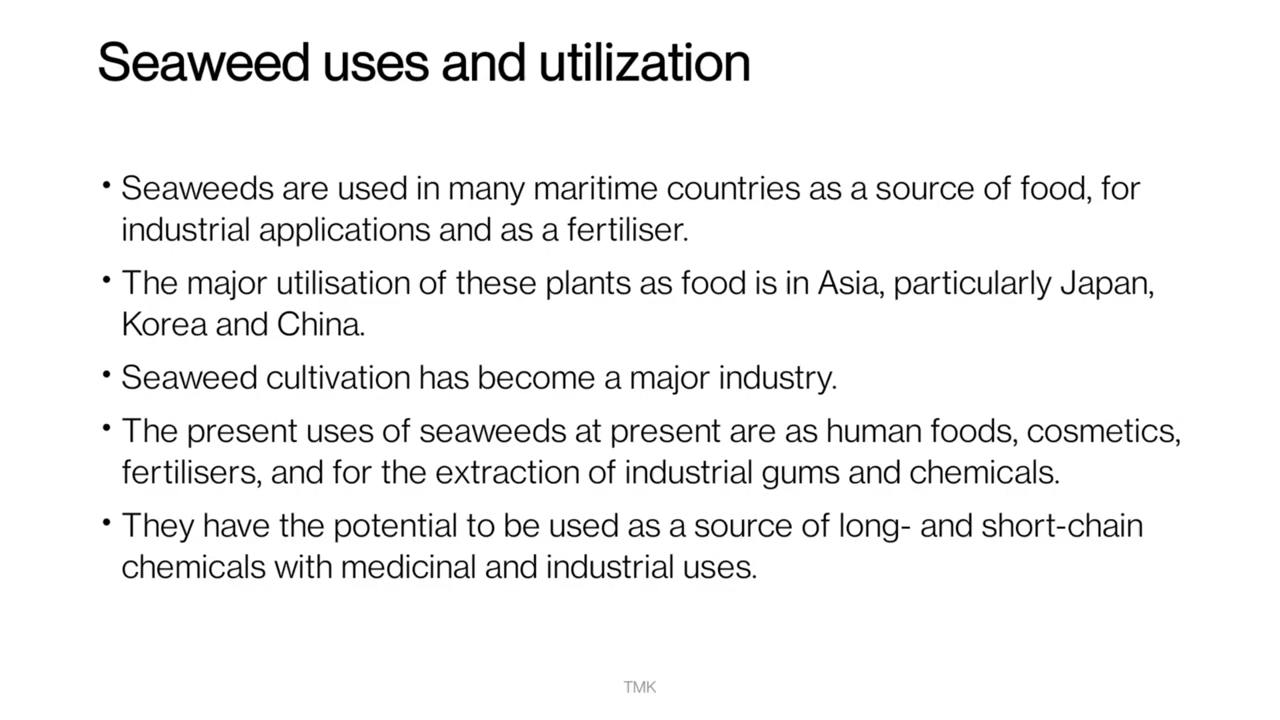 Seaweed uses and utilization
• Seaweeds are used in many maritime countries as a source of food, for
industrial applications and as a fertiliser.
• The major utilisation of these plants as food is in Asia, particularly Japan,
Korea and China.
• Seaweed cultivation has become a major industry.
• The present uses of seaweeds at present are as human foods, cosmetics,
fertilisers, and for the extraction of industrial gums and chemicals.
• They have the potential to be used as a source of long- and short-chain
chemicals with medicinal and industrial uses.
TMK